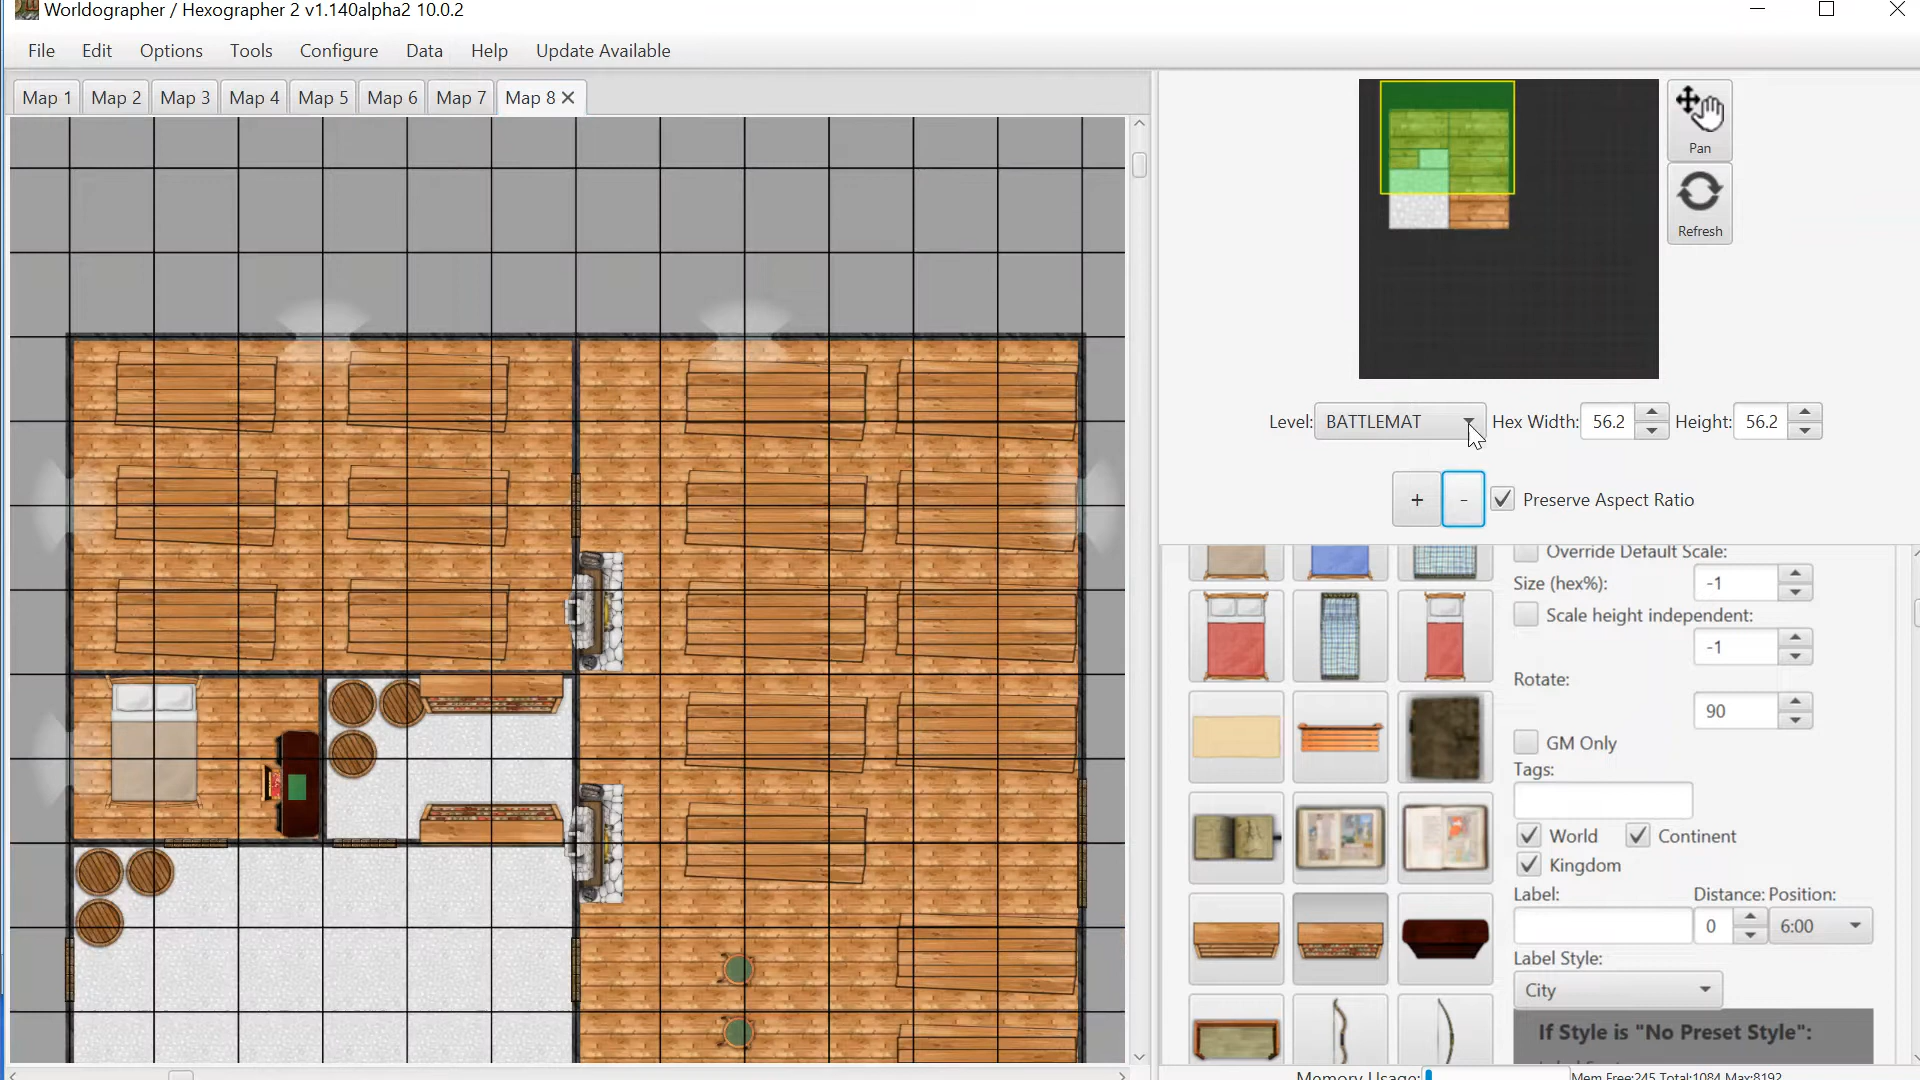 Worldographer / Hexographer 2 v1.140alpha2 10.0.2
File Edit Options Tools Configure Data Help Update Available
Map 1 Map 2 Map 3 Map 4 Map 5 Map 6 Map 7 Map 8
Pan
Refresh
Level: BATTLEMAT Hex Width: 56.2 Height: 56.2
+ - Preserve Aspect Ratio
Override Default Scale:
Size (hex%): -1
Scale height independent:
-1
Rotate:
90
GM Only
Tags:
World Continent
Kingdom
Label: Distance: Position:
0 6:00
Label Style:
City
If Style is "No Preset Style":
Memory Usage: Mem Free:245 Total:1084 Max:8192